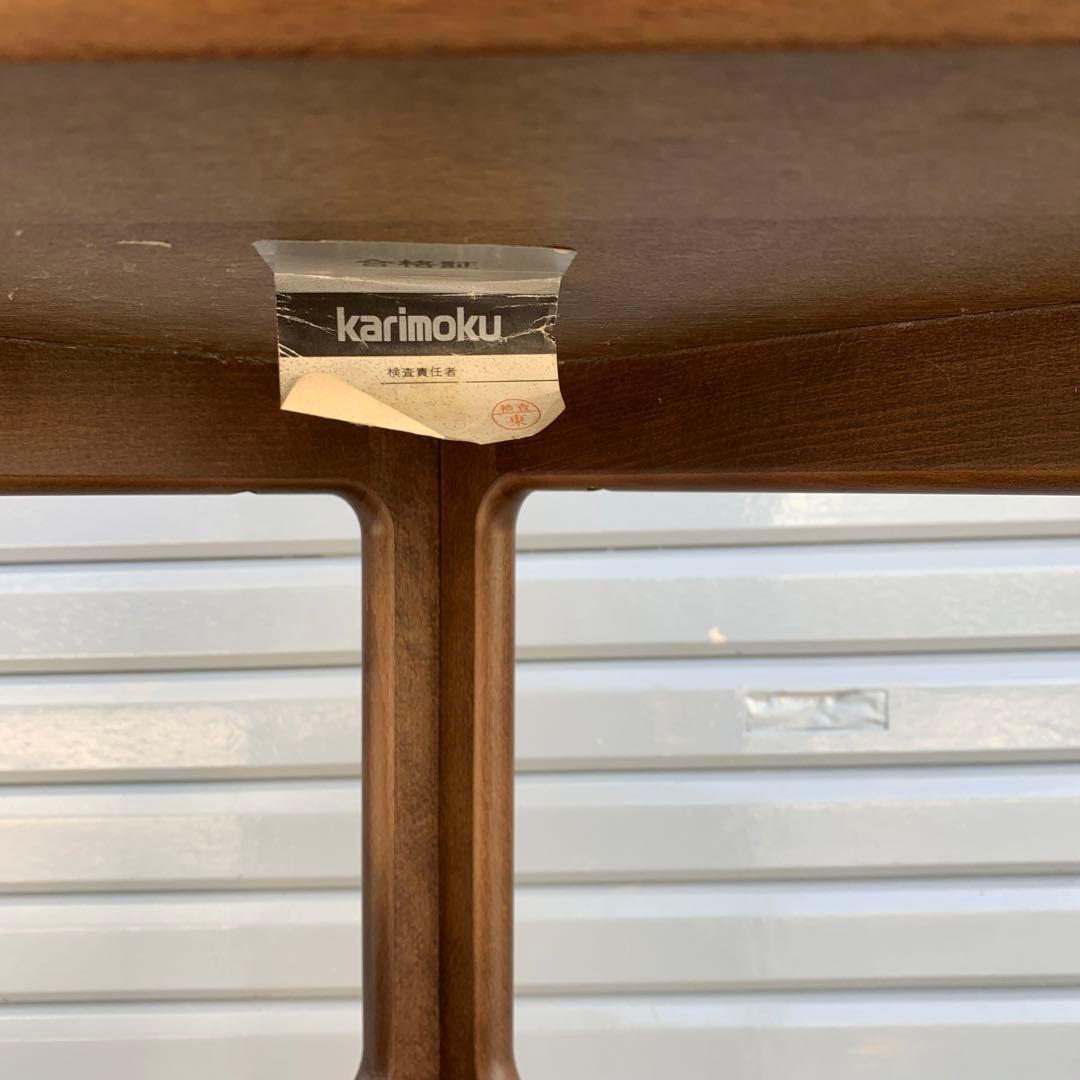 合格証
karimoku
検査責任者
検査
東